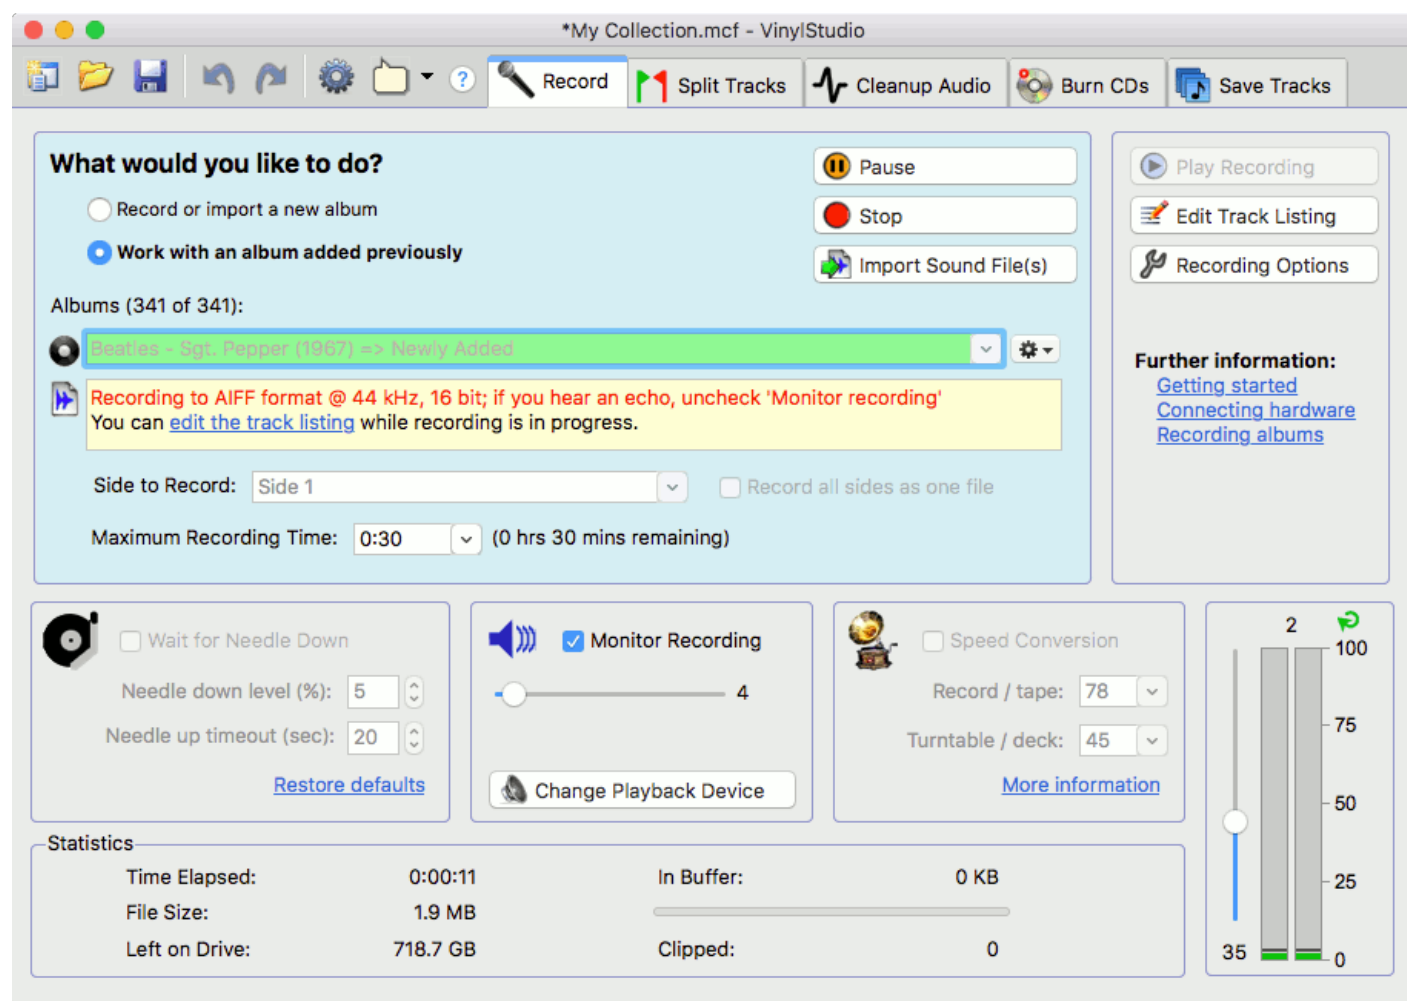 *My Collection.mcf - VinylStudio
?
Record
Split Tracks
Cleanup Audio
Burn CDs
Save Tracks
What would you like to do?
Record or import a new album
Work with an album added previously
Pause
Stop
Import Sound File(s)
Play Recording
Edit Track Listing
Recording Options
Albums (341 of 341):
Beatles - Sgt. Pepper (1967) => Newly Added
Recording to AIFF format @ 44 kHz, 16 bit; if you hear an echo, uncheck 'Monitor recording'
You can edit the track listing while recording is in progress.
Side to Record: Side 1
Record all sides as one file
Maximum Recording Time: 0:30 (0 hrs 30 mins remaining)
Further information:
Getting started
Connecting hardware
Recording albums
Wait for Needle Down
Needle down level (%): 5
Needle up timeout (sec): 20
Restore defaults
Monitor Recording
4
Change Playback Device
Speed Conversion
Record / tape: 78
Turntable / deck: 45
More information
2
100
75
50
25
0
35
Statistics
Time Elapsed: 0:00:11
File Size: 1.9 MB
Left on Drive: 718.7 GB
In Buffer: 0 KB
Clipped: 0